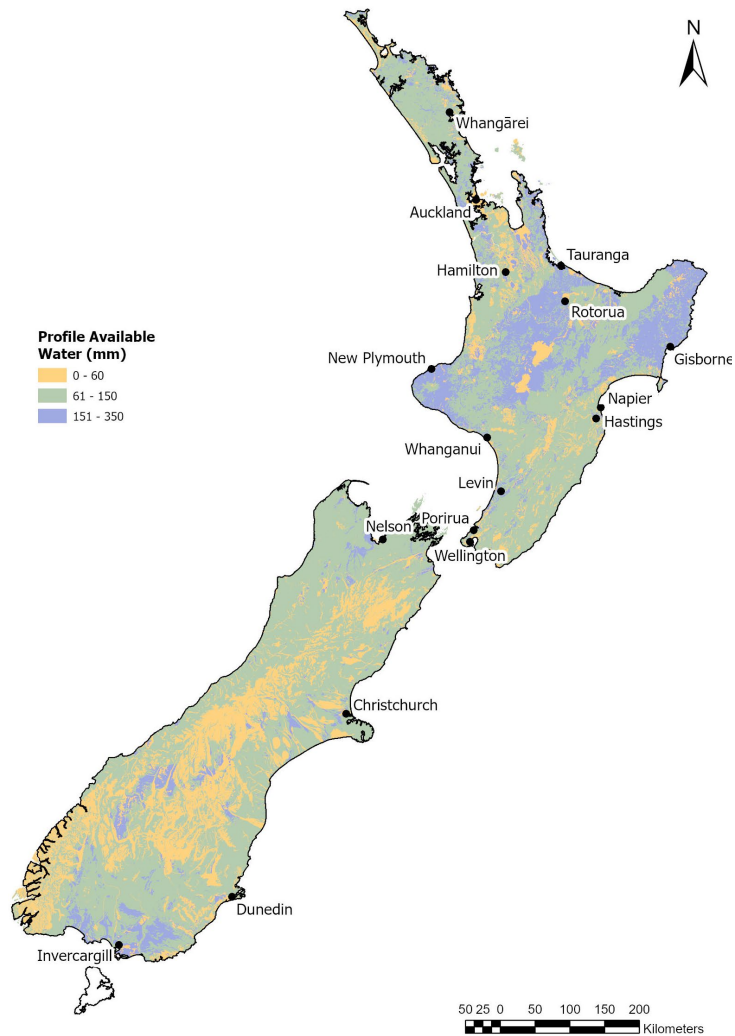 N
Whangārei
Auckland
Tauranga
Hamilton
Rotorua
Profile Available
Water (mm)
0 - 60
61 - 150
151 - 350
New Plymouth
Gisborne
Napier
Hastings
Whanganui
Levin
Porirua
Nelson
Wellington
Christchurch
Dunedin
Invercargill
50 25 0 50 100 150 200
Kilometers